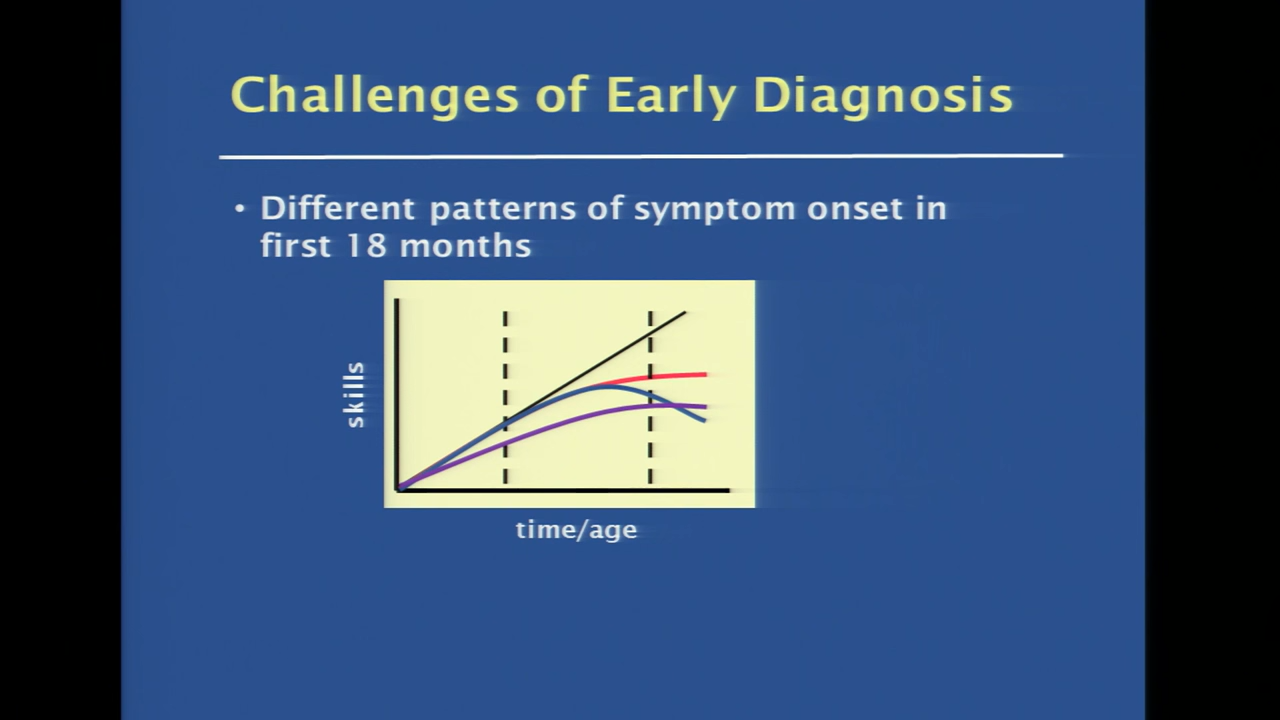 Challenges of Early Diagnosis
• Different patterns of symptom onset in
first 18 months
skills
time/age